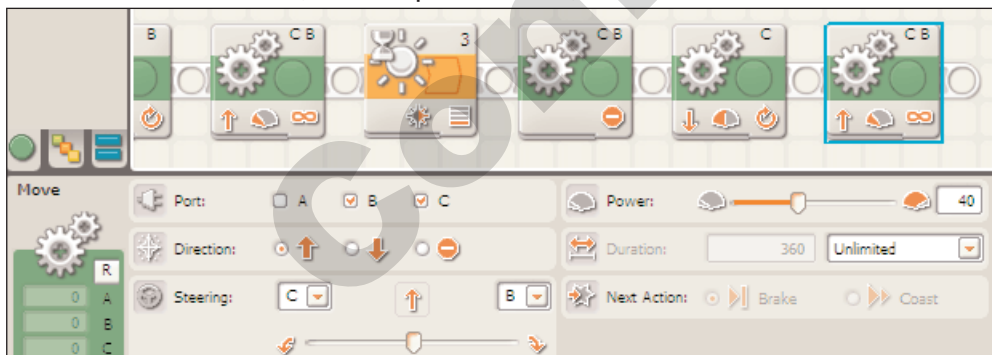 B
C B
3
C B
C
C B
Move
Port: A B C
Power: 40
Direction:
Duration: 360 Unlimited
R
Steering: C B
Next Action: Brake Coast
0 A
0 B
0 C